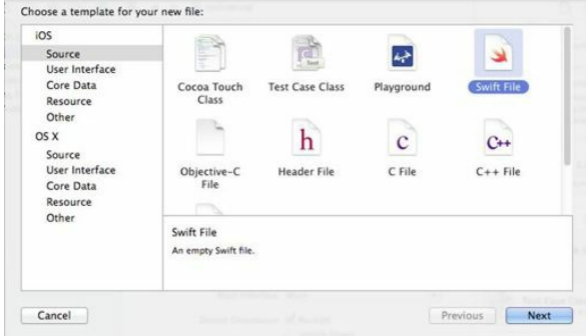 Choose a template for your new file:
iOS
Source
User Interface
Core Data
Resource
Other
OS X
Source
User Interface
Core Data
Resource
Other
Cocoa Touch
Class
Test Case Class
Playground
Swift File
Objective-C
File
h
Header File
c
C File
C++
C++ File
Swift File
An empty Swift file.
Cancel
Previous
Next